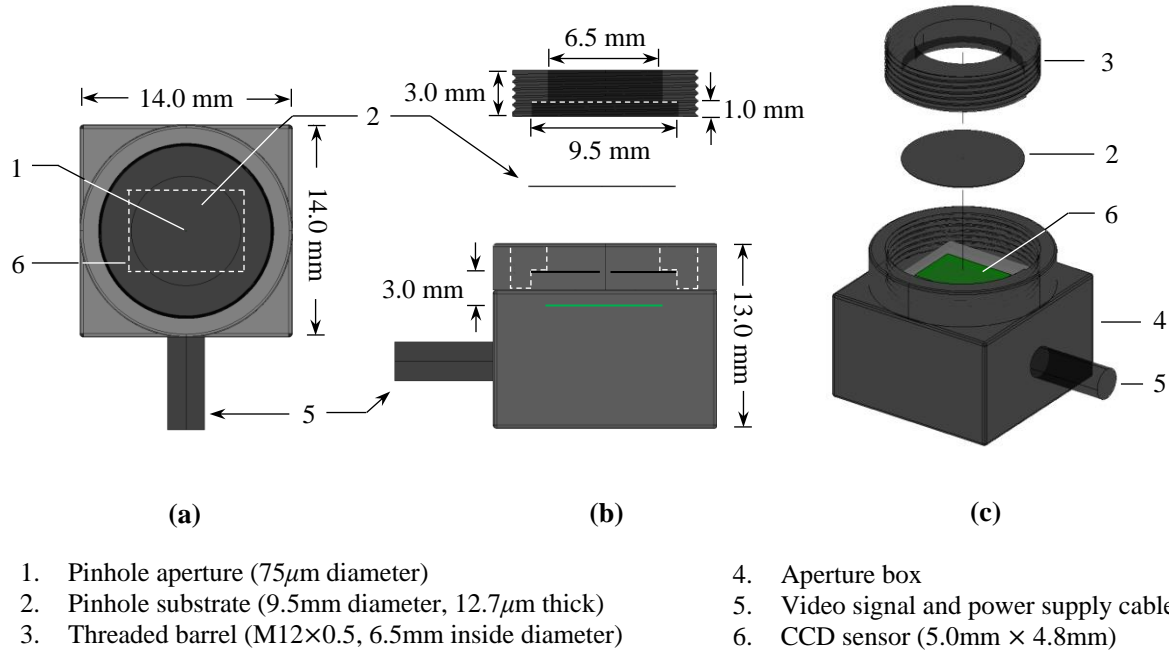 6.5 mm
3.0 mm
1.0 mm
9.5 mm
14.0 mm
14.0 mm
1
2
6
5
3.0 mm
13.0 mm
3
2
6
4
5
(a)
(b)
(c)
1. Pinhole aperture (75μm diameter)
2. Pinhole substrate (9.5mm diameter, 12.7μm thick)
3. Threaded barrel (M12×0.5, 6.5mm inside diameter)
4. Aperture box
5. Video signal and power supply cable
6. CCD sensor (5.0mm × 4.8mm)